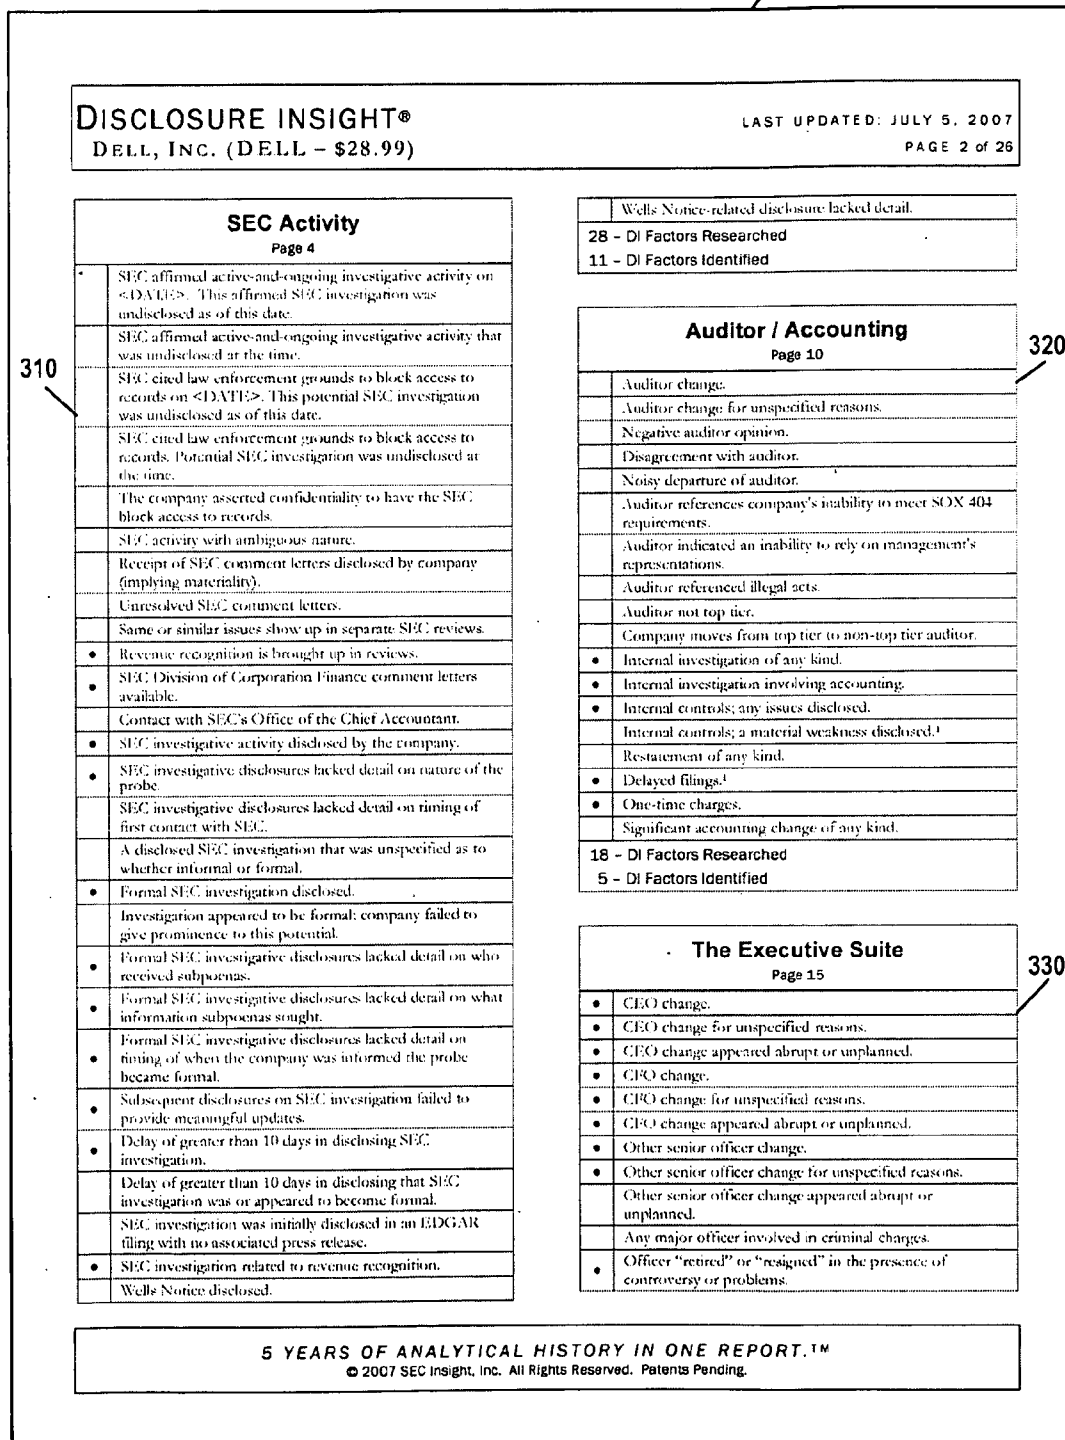 DISCLOSURE INSIGHT®
DELL, INC. (DELL – $28.99)
LAST UPDATED: JULY 5, 2007
PAGE 2 of 26
SEC Activity
Page 4
SEC affirmed active-and-ongoing investigative activity on
<DATE>. This affirmed SEC investigation was
undisclosed as of this date.
SEC affirmed active-and-ongoing investigative activity that
was undisclosed at the time.
310
SEC cited law enforcement grounds to block access to
records on <DATE>. This potential SEC investigation
was undisclosed as of this date.
SEC cited law enforcement grounds to block access to
records. Potential SEC investigation was undisclosed at
the time.
The company asserted confidentiality to have the SEC
block access to records.
SEC activity with ambiguous nature.
Receipt of SEC comment letters disclosed by company
(implying materiality).
Unresolved SEC comment letters.
Same or similar issues show up in separate SEC reviews.
• Revenue recognition is brought up in reviews.
• SEC Division of Corporation Finance comment letters
available.
Contact with SEC's Office of the Chief Accountant.
• SEC investigative activity disclosed by the company.
• SEC investigative disclosures lacked detail on nature of the
probe.
SEC investigative disclosures lacked detail on timing of
first contact with SEC.
A disclosed SEC investigation that was unspecified as to
whether informal or formal.
• Formal SEC investigation disclosed.
Investigation appeared to be formal; company failed to
give prominence to this potential.
• Formal SEC investigative disclosures lacked detail on who
received subpoenas.
• Formal SEC investigative disclosures lacked detail on what
information subpoenas sought.
• Formal SEC investigative disclosures lacked detail on
timing of when the company was informed the probe
became formal.
• Subsequent disclosures on SEC investigation failed to
provide meaningful updates.
• Delay of greater than 10 days in disclosing SEC
investigation.
Delay of greater than 10 days in disclosing that SEC
investigation was or appeared to become formal.
SEC investigation was initially disclosed in an EDGAR
filing with no associated press release.
• SEC investigation related to revenue recognition.
Wells Notice disclosed.
Wells Notice-related disclosure lacked detail.
28 – DI Factors Researched
11 – DI Factors Identified
Auditor / Accounting
Page 10
320
Auditor change.
Auditor change for unspecified reasons.
Negative auditor opinion.
Disagreement with auditor.
Noisy departure of auditor.
Auditor references company's inability to meet SOX 404
requirements.
Auditor indicated an inability to rely on management's
representations.
Auditor referenced illegal acts.
Auditor not top tier.
Company moves from top tier to non-top tier auditor.
• Internal investigation of any kind.
• Internal investigation involving accounting.
• Internal controls; any issues disclosed.
Internal controls; a material weakness disclosed.¹
Restatement of any kind.
• Delayed filings.¹
• One-time charges.
Significant accounting change of any kind.
18 – DI Factors Researched
5 – DI Factors Identified
The Executive Suite
Page 15
330
• CEO change.
• CEO change for unspecified reasons.
• CEO change appeared abrupt or unplanned.
• CFO change.
• CFO change for unspecified reasons.
• CFO change appeared abrupt or unplanned.
• Other senior officer change.
• Other senior officer change for unspecified reasons.
Other senior officer change appeared abrupt or
unplanned.
Any major officer involved in criminal charges.
• Officer "retired" or "resigned" in the presence of
controversy or problems.
5 YEARS OF ANALYTICAL HISTORY IN ONE REPORT.™
© 2007 SEC Insight, Inc. All Rights Reserved. Patents Pending.